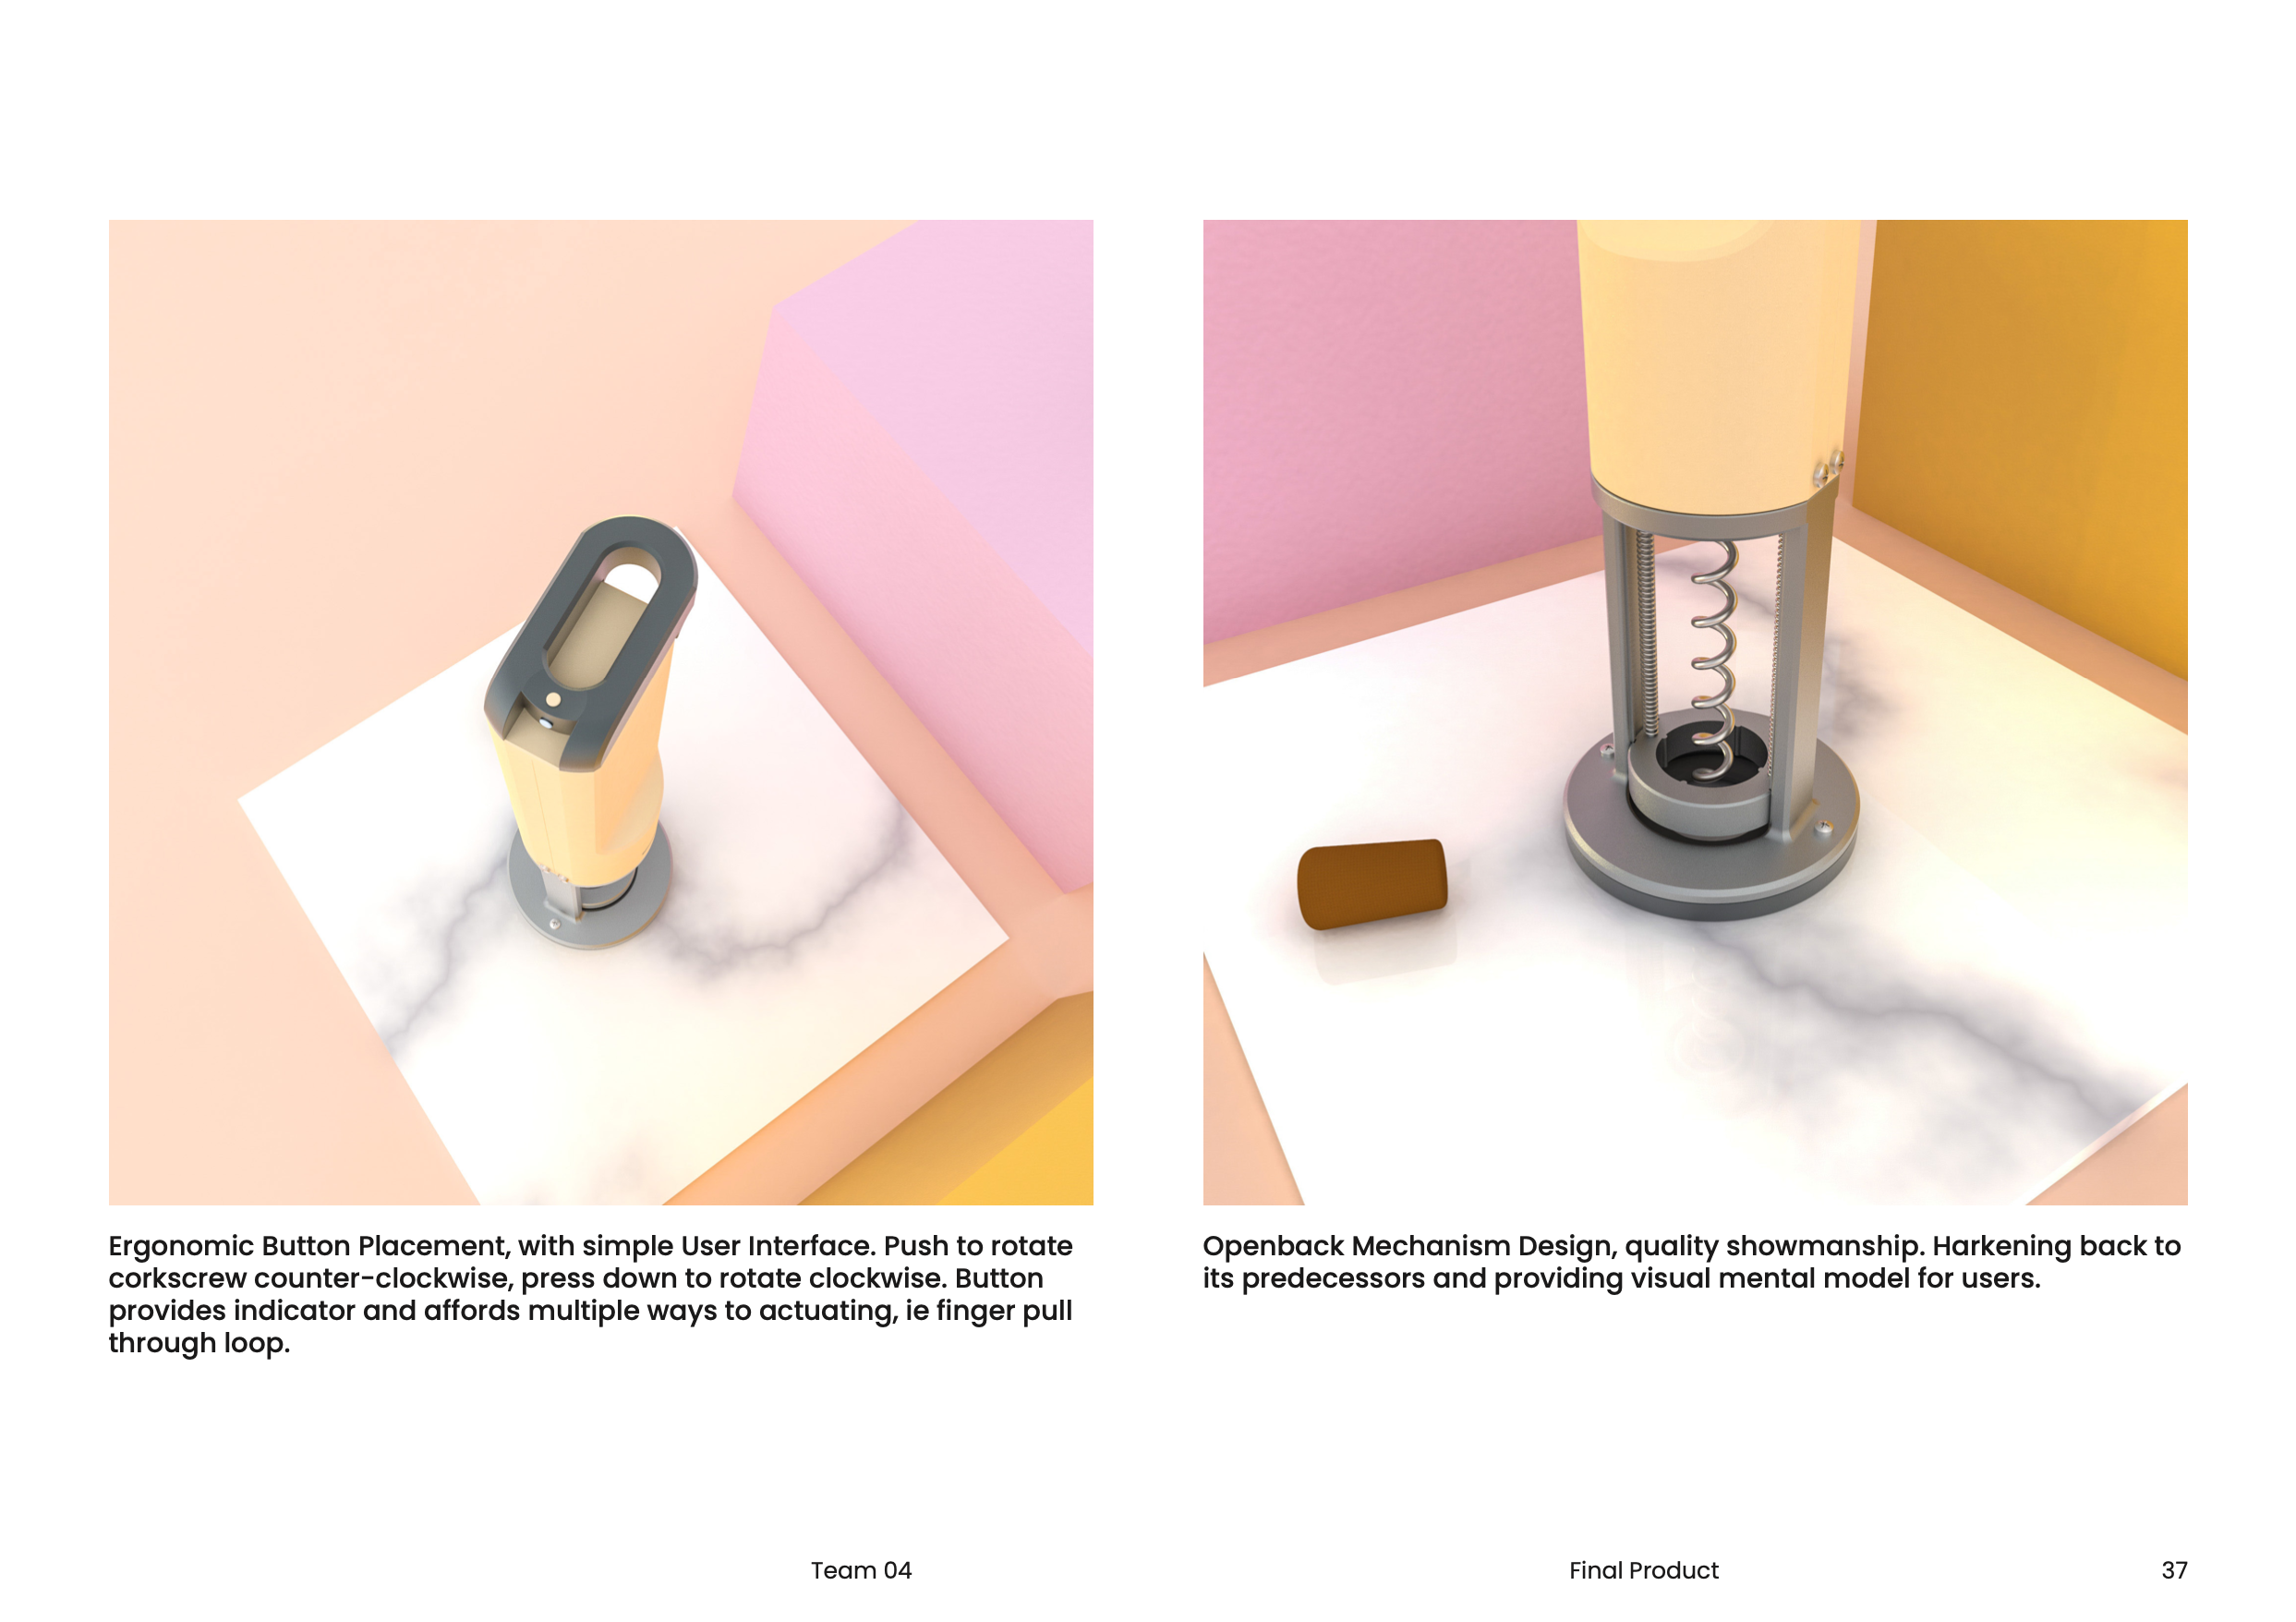 Ergonomic Button Placement, with simple User Interface. Push to rotate
corkscrew counter-clockwise, press down to rotate clockwise. Button
provides indicator and affords multiple ways to actuating, ie finger pull
through loop.
Openback Mechanism Design, quality showmanship. Harkening back to
its predecessors and providing visual mental model for users.
Team 04
Final Product
37